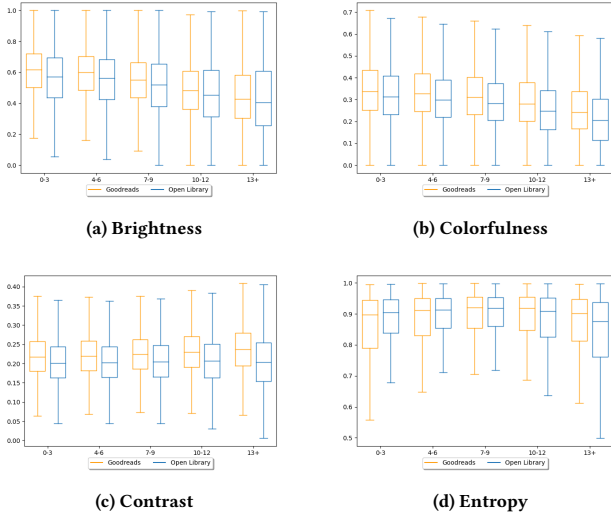 1.0
0.8
0.6
0.4
0.2
0.0
0-3 4-6 7-9 10-12 13+
Goodreads Open Library
(a) Brightness
0.7
0.6
0.5
0.4
0.3
0.2
0.1
0.0
0-3 4-6 7-9 10-12 13+
Goodreads Open Library
(b) Colorfulness
0.40
0.35
0.30
0.25
0.20
0.15
0.10
0.05
0.00
0-3 4-6 7-9 10-12 13+
Goodreads Open Library
(c) Contrast
1.0
0.9
0.8
0.7
0.6
0.5
0-3 4-6 7-9 10-12 13+
Goodreads Open Library
(d) Entropy